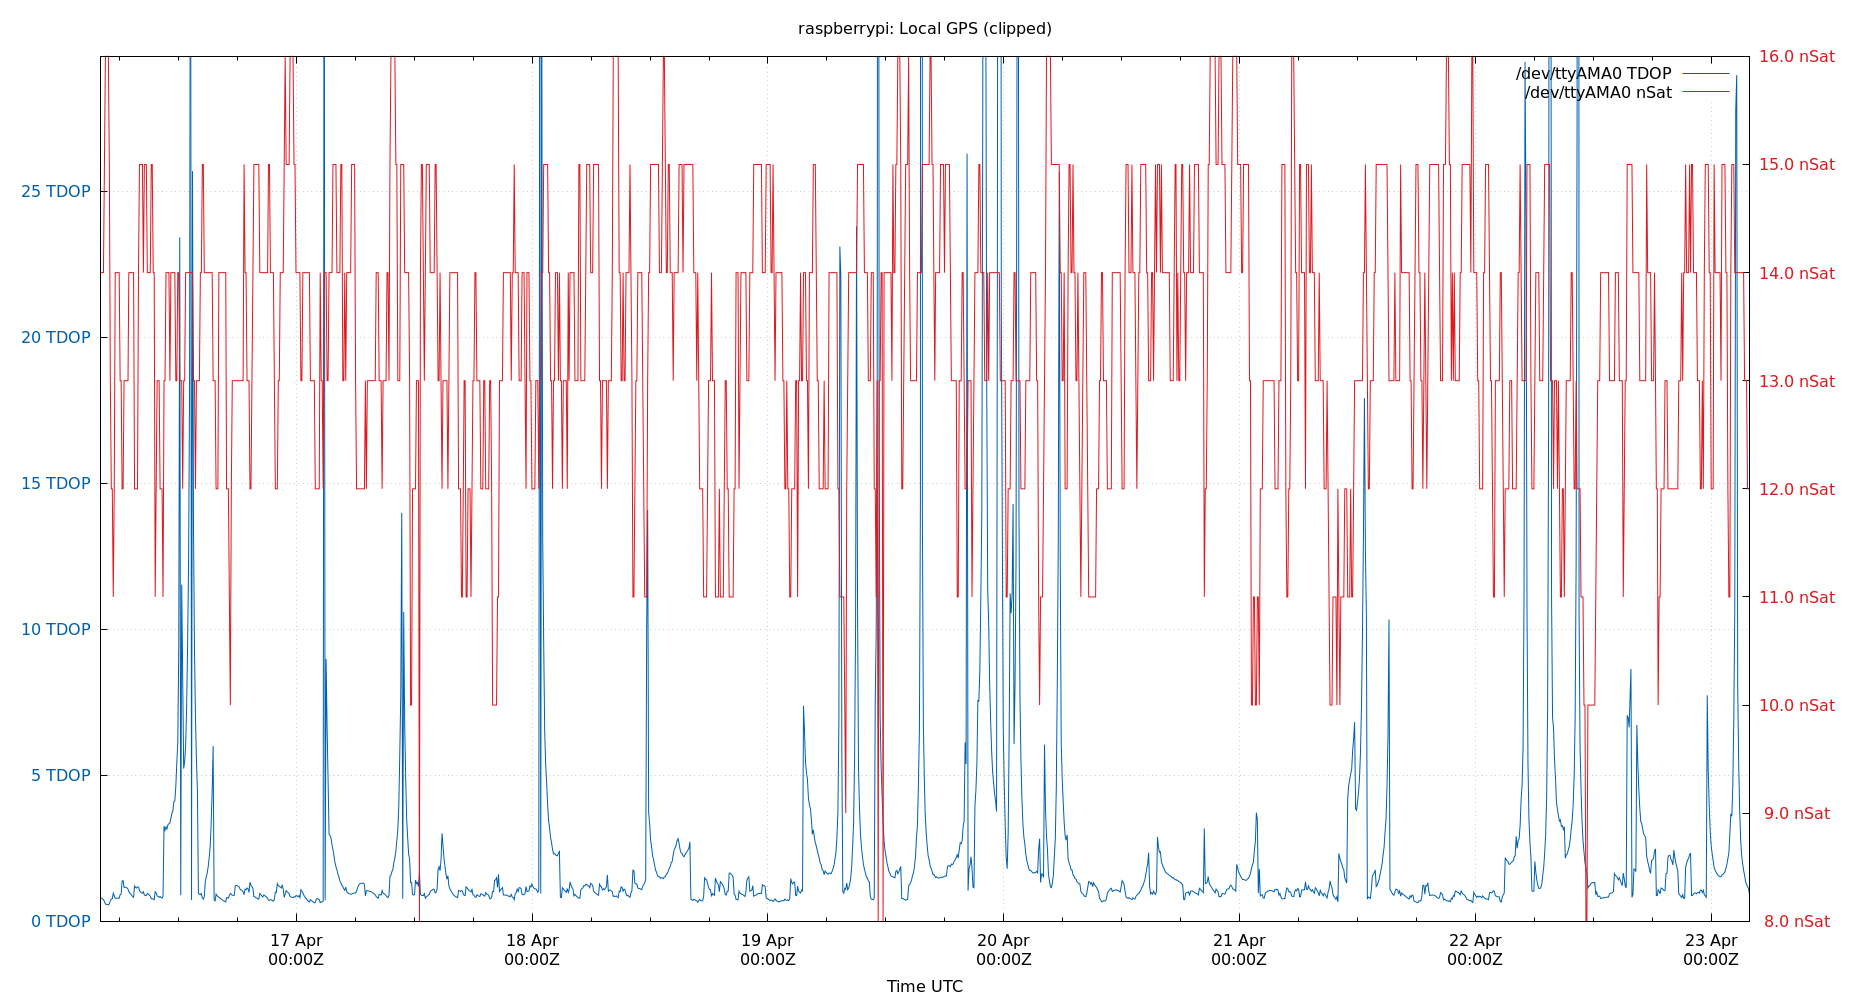 raspberrypi: Local GPS (clipped)
/dev/ttyAMA0 TDOP
/dev/ttyAMA0 nSat
25 TDOP
20 TDOP
15 TDOP
10 TDOP
5 TDOP
0 TDOP
16.0 nSat
15.0 nSat
14.0 nSat
13.0 nSat
12.0 nSat
11.0 nSat
10.0 nSat
9.0 nSat
8.0 nSat
17 Apr
00:00Z
18 Apr
00:00Z
19 Apr
00:00Z
20 Apr
00:00Z
21 Apr
00:00Z
22 Apr
00:00Z
23 Apr
00:00Z
Time UTC